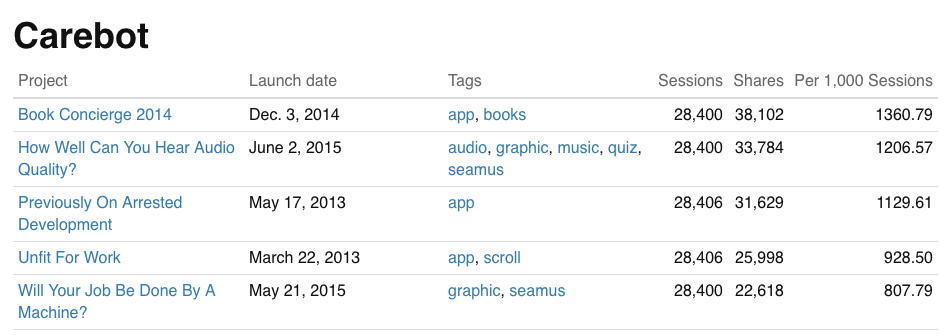 Carebot
Project Launch date Tags Sessions Shares Per 1,000 Sessions
Book Concierge 2014 Dec. 3, 2014 app, books 28,400 38,102 1360.79
How Well Can You Hear Audio June 2, 2015 audio, graphic, music, quiz, 28,400 33,784 1206.57
Quality? seamus
Previously On Arrested May 17, 2013 app 28,406 31,629 1129.61
Development
Unfit For Work March 22, 2013 app, scroll 28,406 25,998 928.50
Will Your Job Be Done By A May 21, 2015 graphic, seamus 28,400 22,618 807.79
Machine?